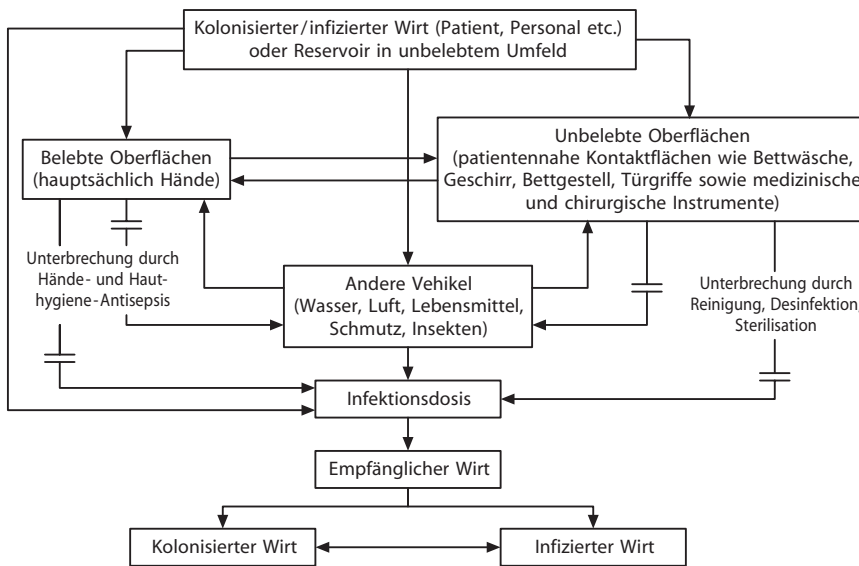 Kolonisierter/infizierter Wirt (Patient, Personal etc.)
oder Reservoir in unbelebtem Umfeld
Belebte Oberflächen
(hauptsächlich Hände)
Unbelebte Oberflächen
(patientennahe Kontaktflächen wie Bettwäsche,
Geschirr, Bettgestell, Türgriffe sowie medizinische
und chirurgische Instrumente)
Unterbrechung durch
Hände- und Haut-
hygiene-Antisepsis
Andere Vehikel
(Wasser, Luft, Lebensmittel,
Schmutz, Insekten)
Unterbrechung durch
Reinigung, Desinfektion,
Sterilisation
Infektionsdosis
Empfänglicher Wirt
Kolonisierter Wirt
Infizierter Wirt